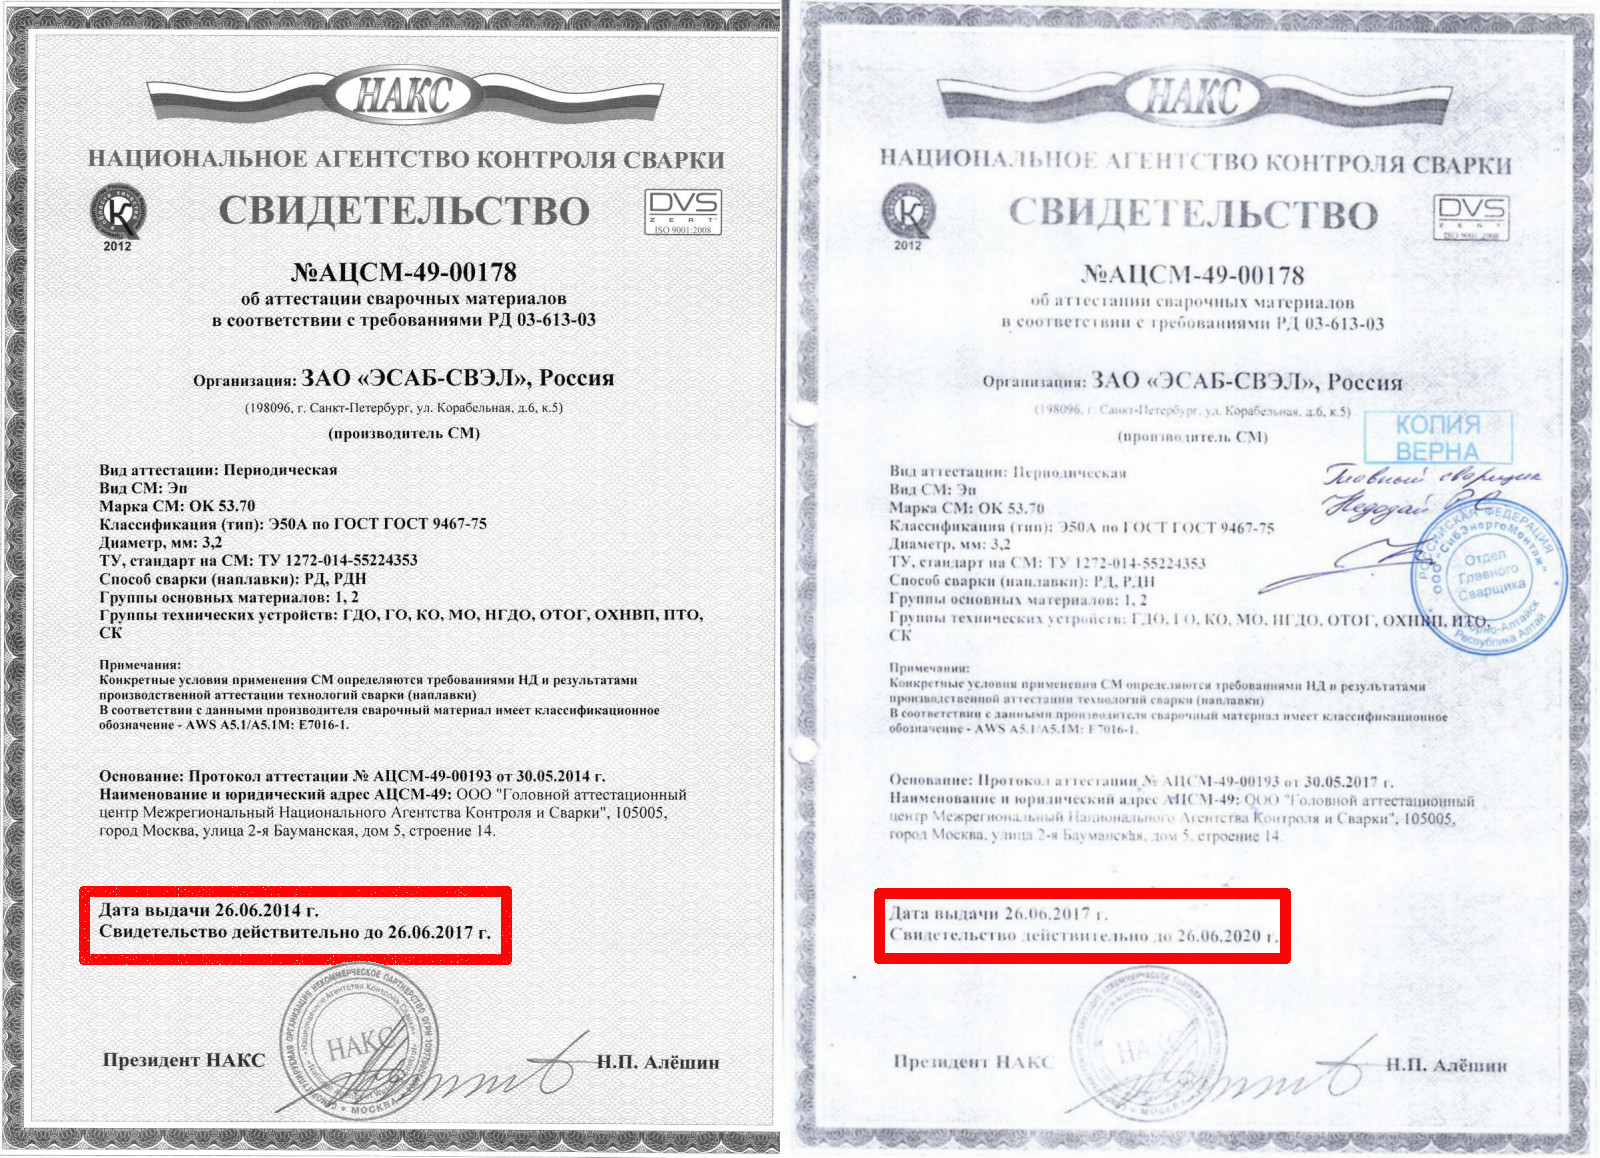 НАКС
НАЦИОНАЛЬНОЕ АГЕНТСТВО КОНТРОЛЯ СВАРКИ
СВИДЕТЕЛЬСТВО
2012
DVS
ZERT
ISO 9001:2008
№АЦСМ-49-00178
об аттестации сварочных материалов
в соответствии с требованиями РД 03-613-03
Организация: ЗАО «ЭСАБ-СВЭЛ», Россия
(198096, г. Санкт-Петербург, ул. Корабельная, д.6, к.5)
(производитель СМ)
Вид аттестации: Периодическая
Вид СМ: Эп
Марка СМ: OK 53.70
Классификация (тип): Э50А по ГОСТ ГОСТ 9467-75
Диаметр, мм: 3,2
ТУ, стандарт на СМ: ТУ 1272-014-55224353
Способ сварки (наплавки): РД, РДН
Группы основных материалов: 1, 2
Группы технических устройств: ГДО, ГО, КО, МО, НГДО, ОТОГ, ОХНВП, ПТО,
СК
Примечания:
Конкретные условия применения СМ определяются требованиями НД и результатами
производственной аттестации технологий сварки (наплавки)
В соответствии с данными производителя сварочный материал имеет классификационное
обозначение - AWS A5.1/A5.1M: E7016-1.
Основание: Протокол аттестации № АЦСМ-49-00193 от 30.05.2014 г.
Наименование и юридический адрес АЦСМ-49: ООО "Головной аттестационный
центр Межрегиональный Национального Агентства Контроля и Сварки", 105005,
город Москва, улица 2-я Бауманская, дом 5, строение 14.
Дата выдачи 26.06.2014 г.
Свидетельство действительно до 26.06.2017 г.
Президент НАКС
НАКС
МОСКВА
Н.П. Алёшин
НАКС
НАЦИОНАЛЬНОЕ АГЕНТСТВО КОНТРОЛЯ СВАРКИ
СВИДЕТЕЛЬСТВО
2012
DVS
ZERT
ISO 9001:2008
№АЦСМ-49-00178
об аттестации сварочных материалов
в соответствии с требованиями РД 03-613-03
Организация: ЗАО «ЭСАБ-СВЭЛ», Россия
(198096, г. Санкт-Петербург, ул. Корабельная, д.6, к.5)
(производитель СМ)
КОПИЯ
ВЕРНА
Главный сварщик
Недодай
РОССИЙСКАЯ ФЕДЕРАЦИЯ
ООО "СибЭнергоМонтаж"
Отдел
Главного
Сварщика
Горно-Алтайск
Республика Алтай
Вид аттестации: Периодическая
Вид СМ: Эп
Марка СМ: OK 53.70
Классификация (тип): Э50А по ГОСТ ГОСТ 9467-75
Диаметр, мм: 3,2
ТУ, стандарт на СМ: ТУ 1272-014-55224353
Способ сварки (наплавки): РД, РДН
Группы основных материалов: 1, 2
Группы технических устройств: ГДО, ГО, КО, МО, НГДО, ОТОГ, ОХНВП, ПТО,
СК
Примечания:
Конкретные условия применения СМ определяются требованиями НД и результатами
производственной аттестации технологий сварки (наплавки)
В соответствии с данными производителя сварочный материал имеет классификационное
обозначение - AWS A5.1/A5.1M: E7016-1.
Основание: Протокол аттестации № АЦСМ-49-00193 от 30.05.2017 г.
Наименование и юридический адрес АЦСМ-49: ООО "Головной аттестационный
центр Межрегиональный Национального Агентства Контроля и Сварки", 105005,
город Москва, улица 2-я Бауманская, дом 5, строение 14.
Дата выдачи 26.06.2017 г.
Свидетельство действительно до 26.06.2020 г.
Президент НАКС
НАКС
МОСКВА
Н.П. Алёшин